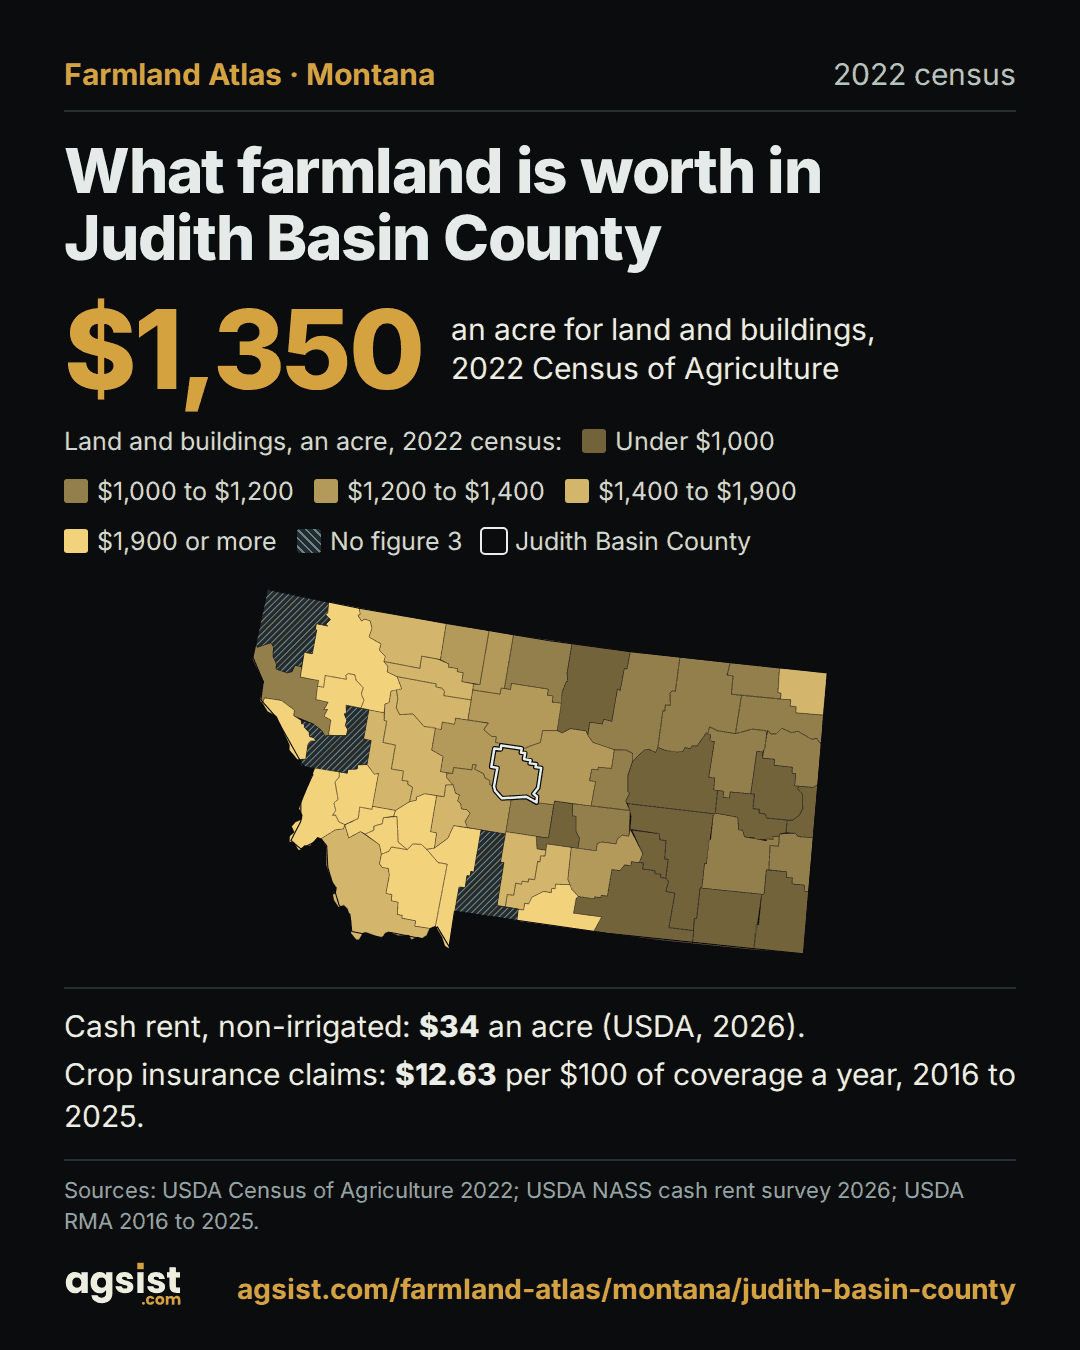 Farmland Atlas · Montana
2022 census
What farmland is worth in
Judith Basin County
$1,350
an acre for land and buildings,
2022 Census of Agriculture
Land and buildings, an acre, 2022 census: Under $1,000
$1,000 to $1,200 $1,200 to $1,400 $1,400 to $1,900
$1,900 or more No figure 3 Judith Basin County
Cash rent, non-irrigated: $34 an acre (USDA, 2026).
Crop insurance claims: $12.63 per $100 of coverage a year, 2016 to
2025.
Sources: USDA Census of Agriculture 2022; USDA NASS cash rent survey 2026; USDA
RMA 2016 to 2025.
agsist
.com
agsist.com/farmland-atlas/montana/judith-basin-county